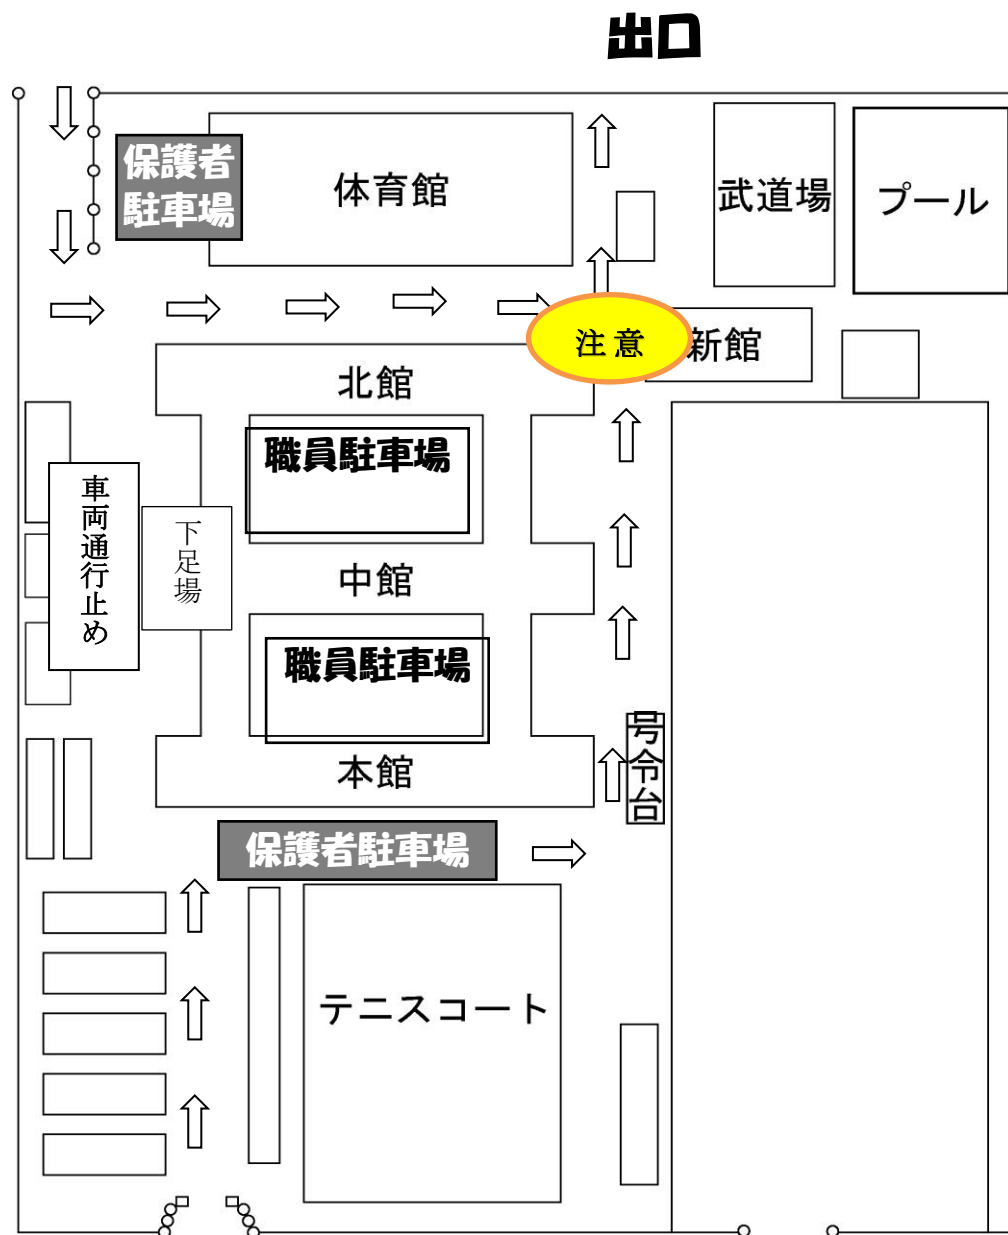 出口
保護者
駐車場
体育館
武道場
プール
注意
新館
北館
職員駐車場
車両通行止め
下足場
中館
職員駐車場
号令台
本館
保護者駐車場
テニスコート